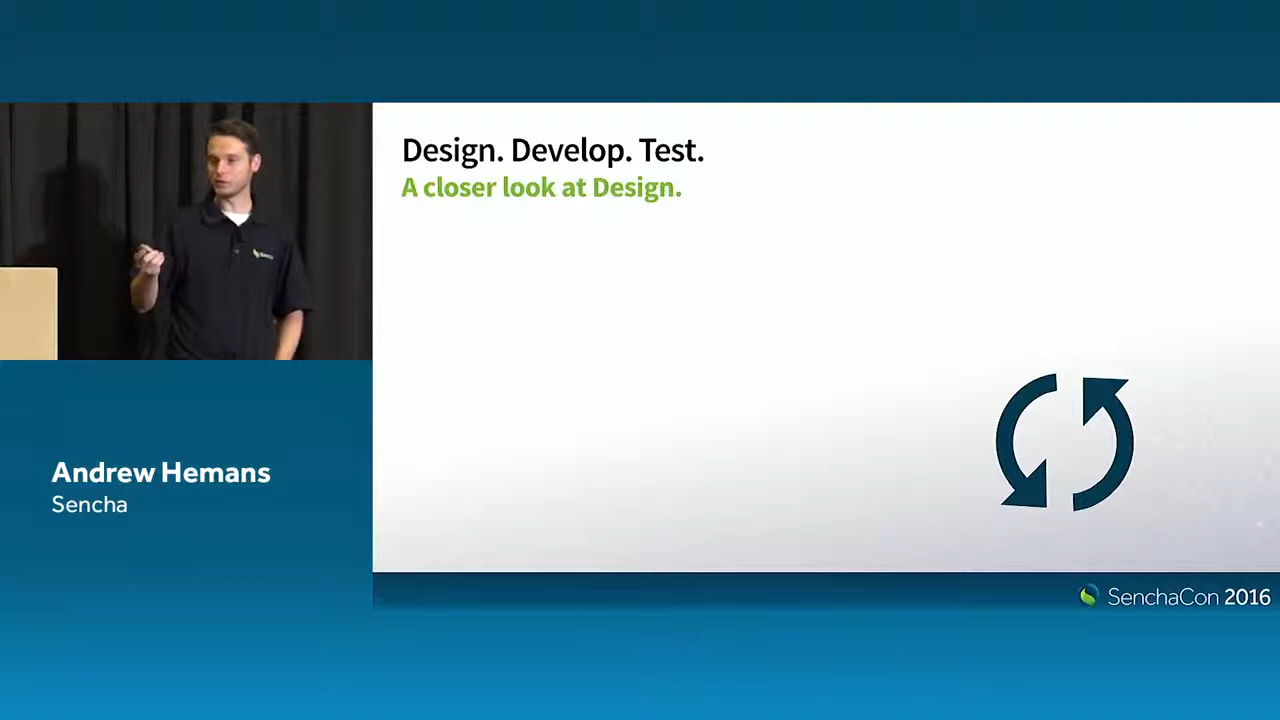 Design. Develop. Test.
A closer look at Design.
Andrew Hemans
Sencha
SenchaCon 2016